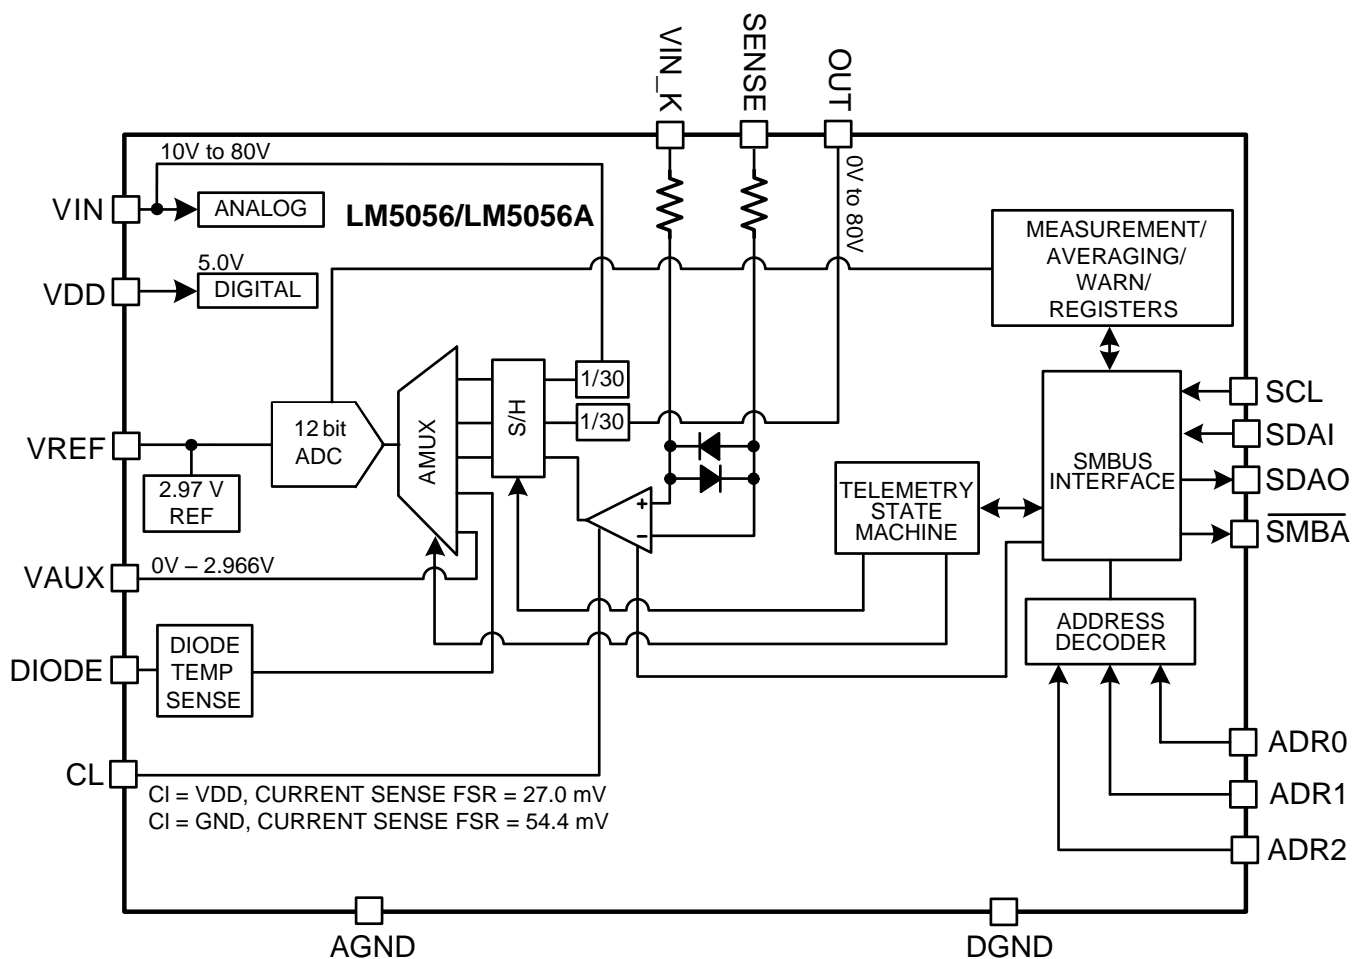 VIN_K
SENSE
OUT
10V to 80V
0V to 80V
VIN
ANALOG
LM5056/LM5056A
MEASUREMENT/
AVERAGING/
WARN/
REGISTERS
5.0V
VDD
DIGITAL
1/30
S/H
1/30
AMUX
12 bit
ADC
VREF
2.97 V
REF
SCL
SDAI
SDAO
SMBA
SMBUS
INTERFACE
TELEMETRY
STATE
MACHINE
+
−
VAUX
0V – 2.966V
ADDRESS
DECODER
DIODE
DIODE
TEMP
SENSE
CL
Cl = VDD, CURRENT SENSE FSR = 27.0 mV
Cl = GND, CURRENT SENSE FSR = 54.4 mV
ADR0
ADR1
ADR2
AGND
DGND